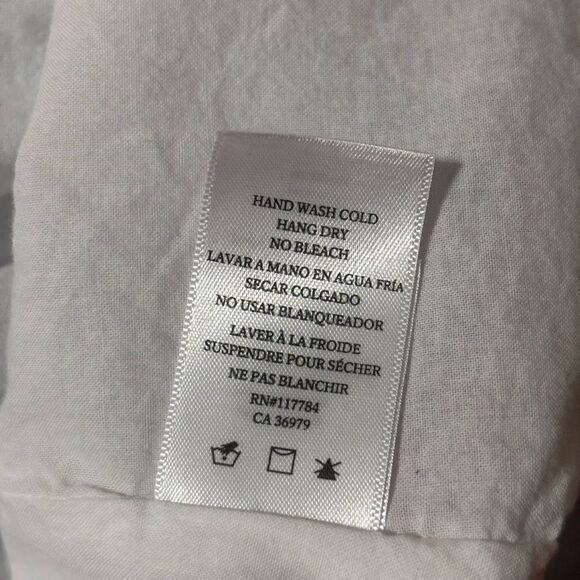 HAND WASH COLD
HANG DRY
NO BLEACH
LAVAR A MANO EN AGUA FRÍA
SECAR COLGADO
NO USAR BLANQUEADOR
LAVER À LA FROIDE
SUSPENDRE POUR SÉCHER
NE PAS BLANCHIR
RN#117784
CA 36979